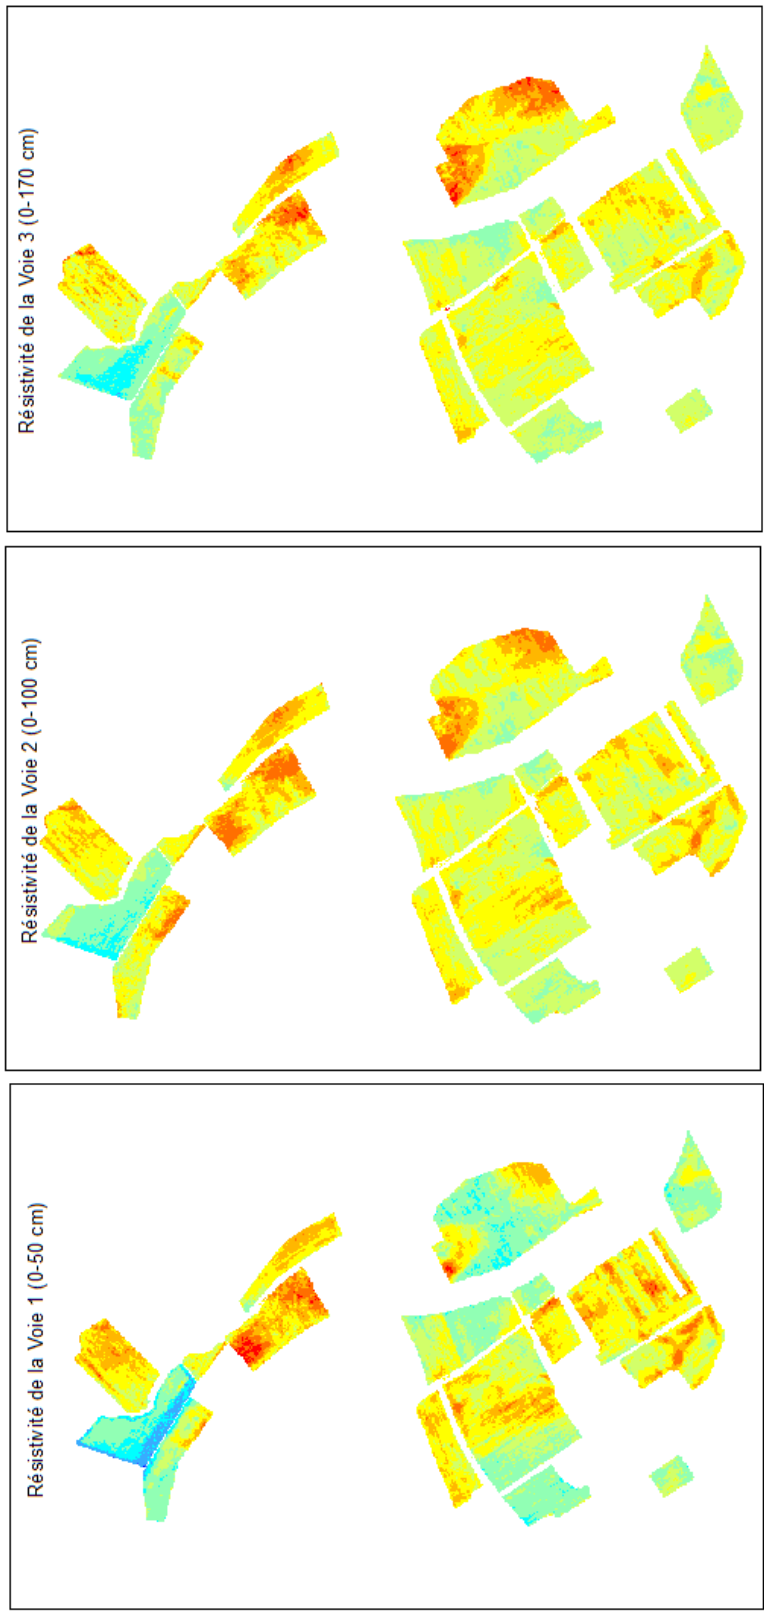 Résistivité de la Voie 1 (0-50 cm)
Résistivité de la Voie 2 (0-100 cm)
Résistivité de la Voie 3 (0-170 cm)